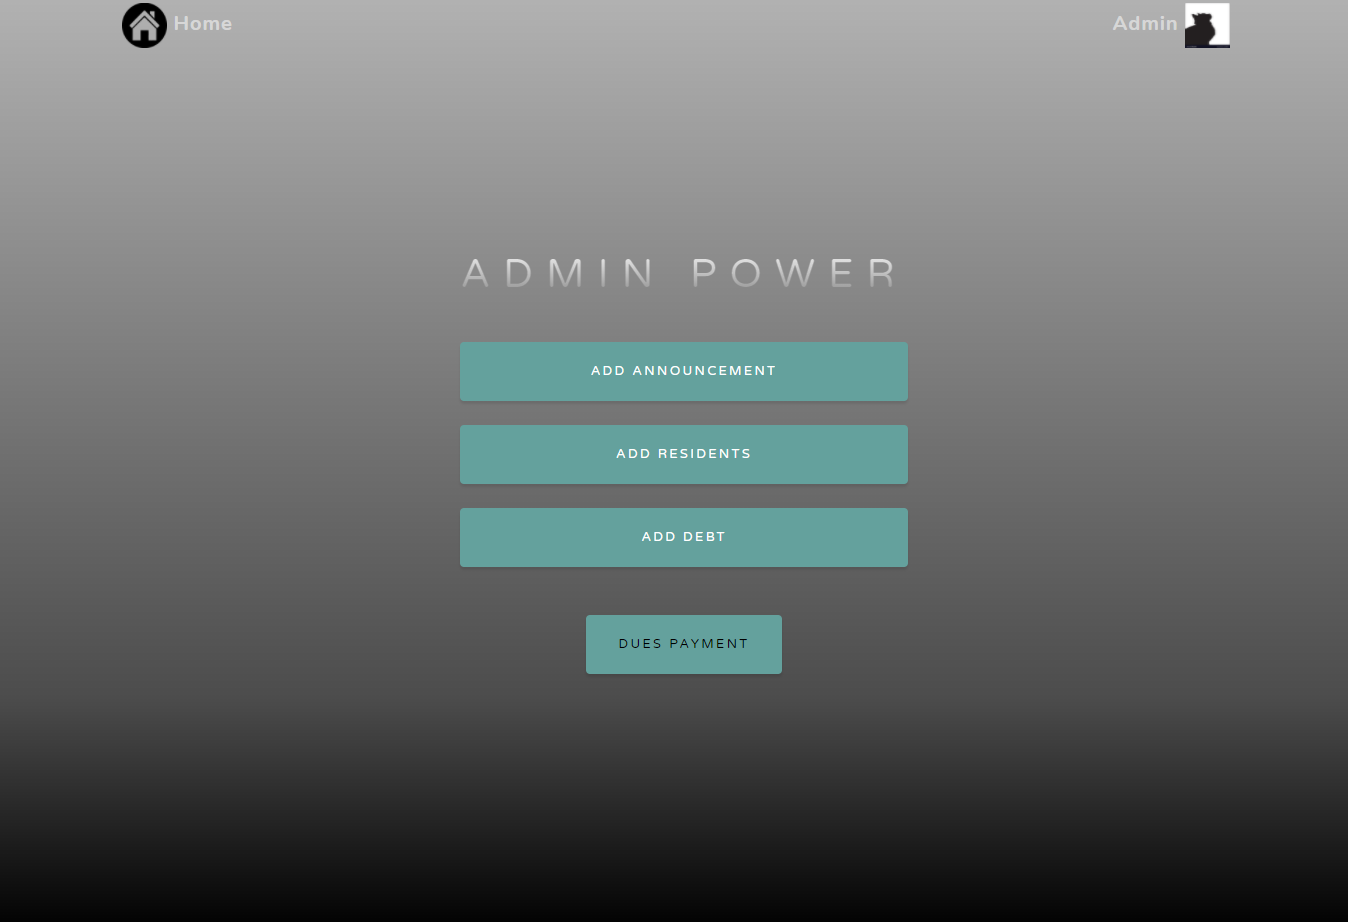 Home
Admin
ADMIN POWER
ADD ANNOUNCEMENT
ADD RESIDENTS
ADD DEBT
DUES PAYMENT